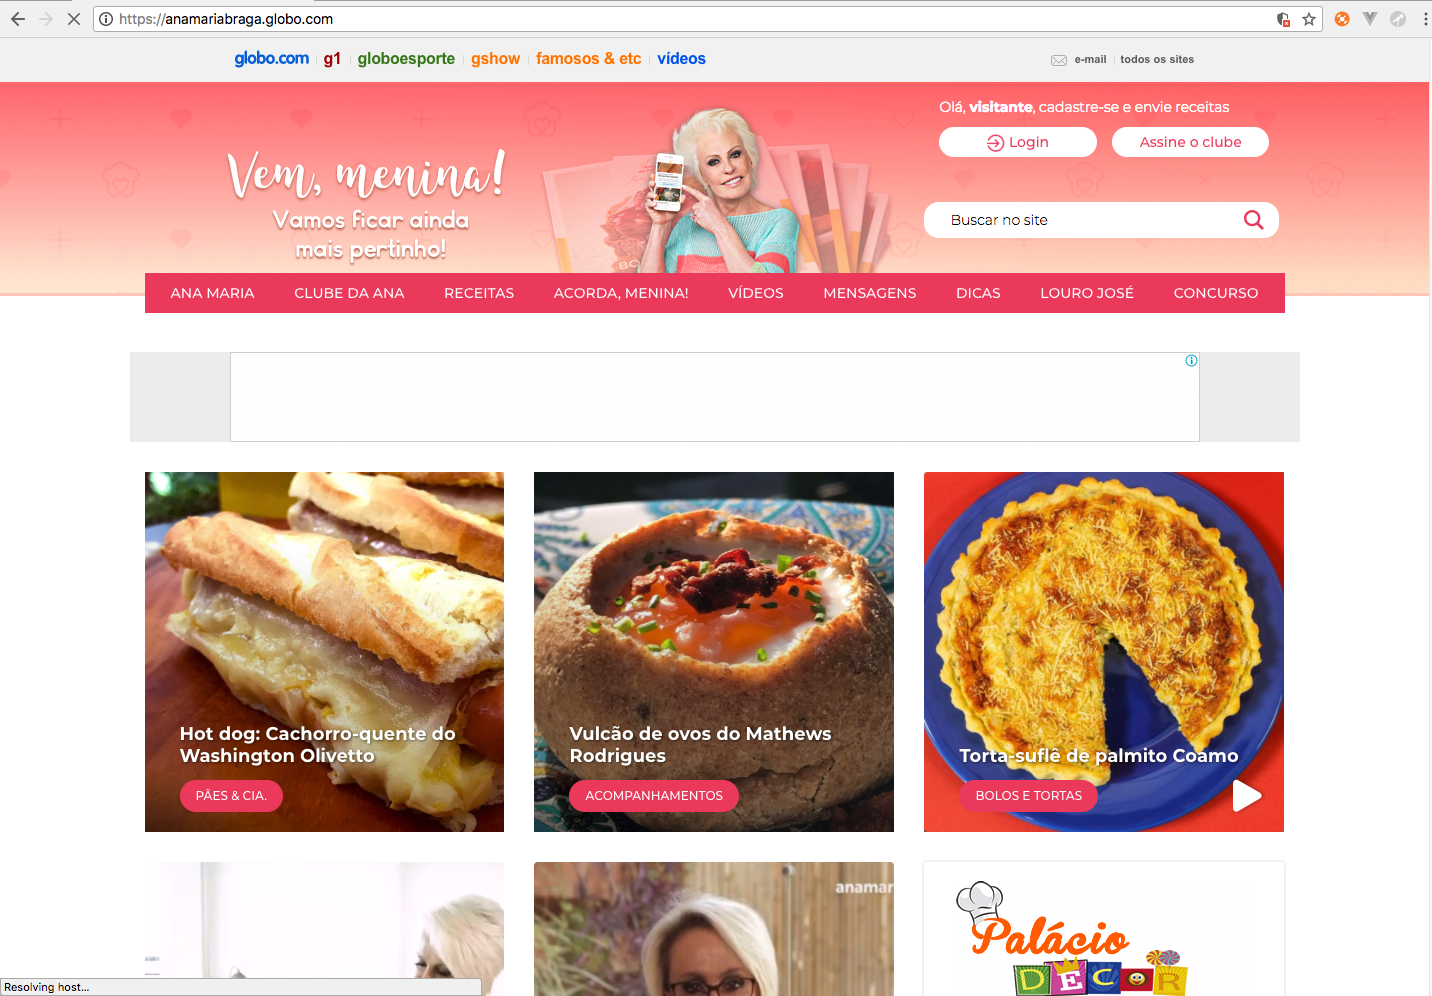 https://anamariabraga.globo.com
globo.com g1 globoesporte gshow famosos & etc vídeos
e-mail todos os sites
Olá, visitante, cadastre-se e envie receitas
Login Assine o clube
Vem, menina!
Vamos ficar ainda
mais pertinho!
Buscar no site
ANA MARIA CLUBE DA ANA RECEITAS ACORDA, MENINA! VÍDEOS MENSAGENS DICAS LOURO JOSÉ CONCURSO
Hot dog: Cachorro-quente do
Washington Olivetto
PÃES & CIA.
Vulcão de ovos do Mathews
Rodrigues
ACOMPANHAMENTOS
Torta-suflê de palmito Coamo
BOLOS E TORTAS
anamar
Palácio
DECOR
Resolving host...